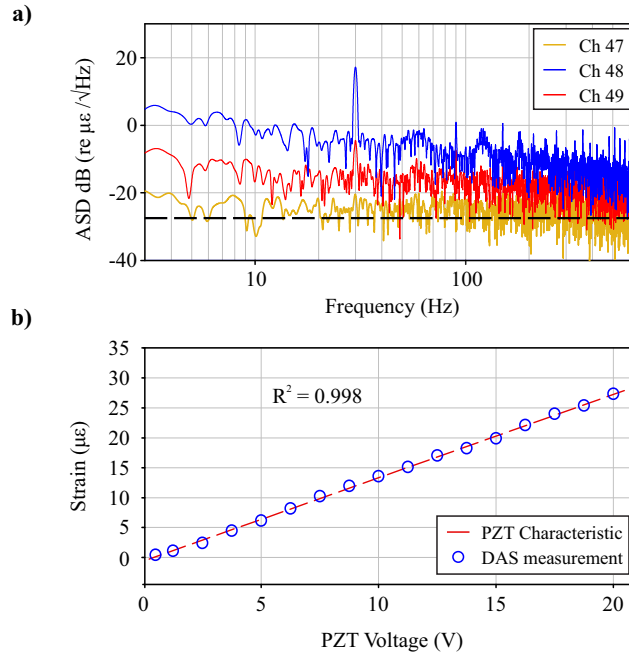 a)
20
0
-20
-40
ASD dB (re με /√Hz)
Ch 47
Ch 48
Ch 49
10
100
Frequency (Hz)
b)
35
30
25
20
15
10
5
0
Strain (με)
R² = 0.998
PZT Characteristic
DAS measurement
0
5
10
15
20
PZT Voltage (V)